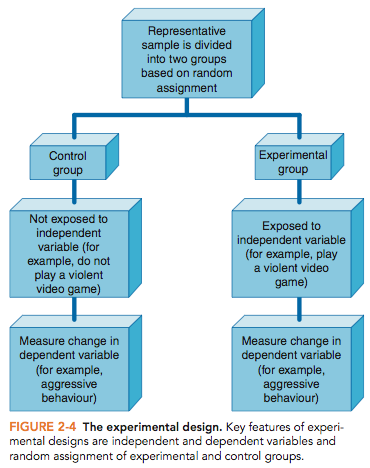 Representative
sample is divided
into two groups
based on random
assignment
Control
group
Experimental
group
Not exposed to
independent
variable (for
example, do not
play a violent
video game)
Exposed to
independent variable
(for example, play
a violent video
game)
Measure change in
dependent variable
(for example,
aggressive
behaviour)
Measure change in
dependent variable
(for example,
aggressive
behaviour)
FIGURE 2-4 The experimental design. Key features of experi-
mental designs are independent and dependent variables and
random assignment of experimental and control groups.